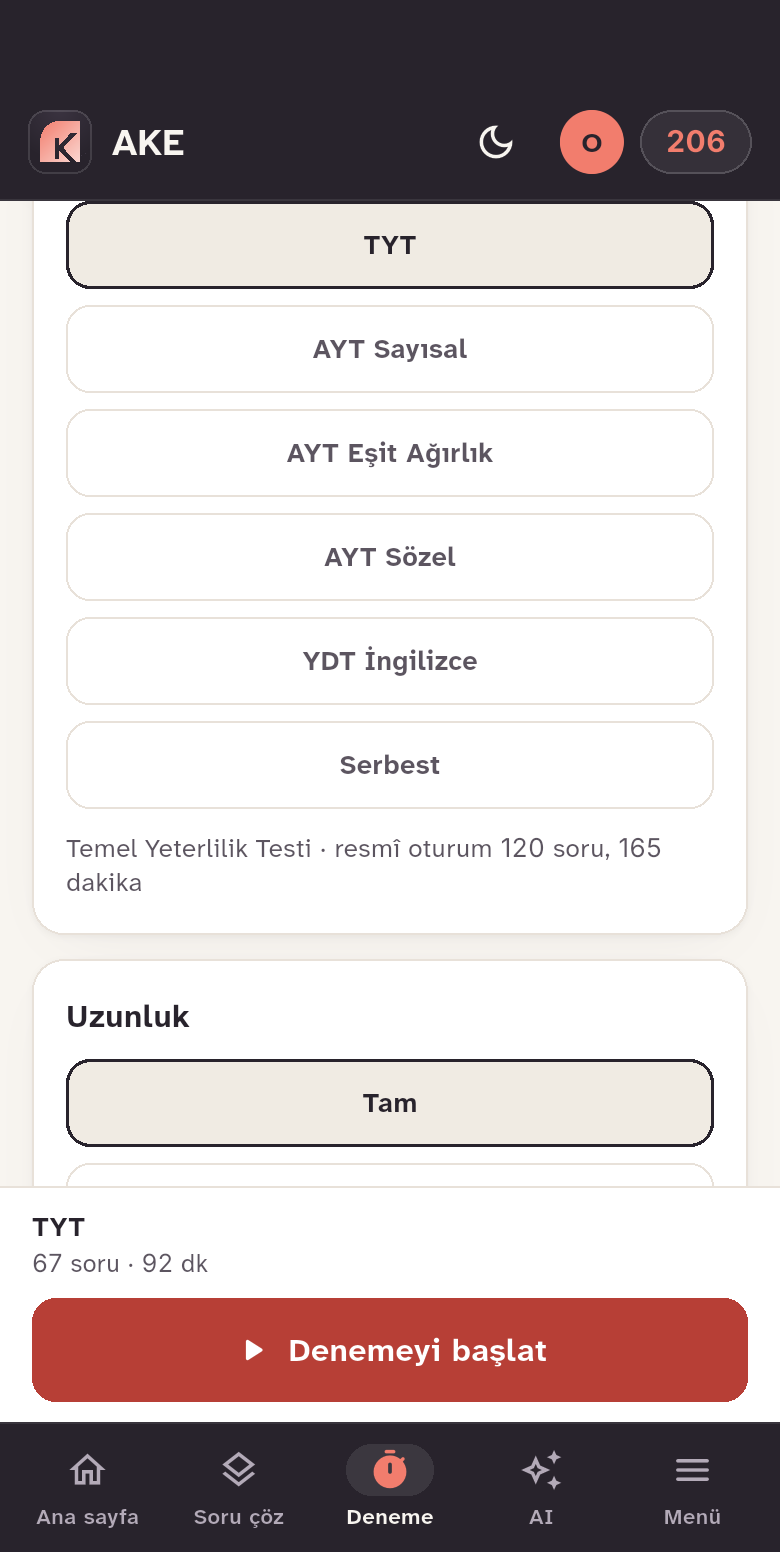 AKE
O
206
TYT
AYT Sayısal
AYT Eşit Ağırlık
AYT Sözel
YDT İngilizce
Serbest
Temel Yeterlilik Testi · resmî oturum 120 soru, 165
dakika
Uzunluk
Tam
TYT
67 soru · 92 dk
Denemeyi başlat
Ana sayfa
Soru çöz
Deneme
AI
Menü